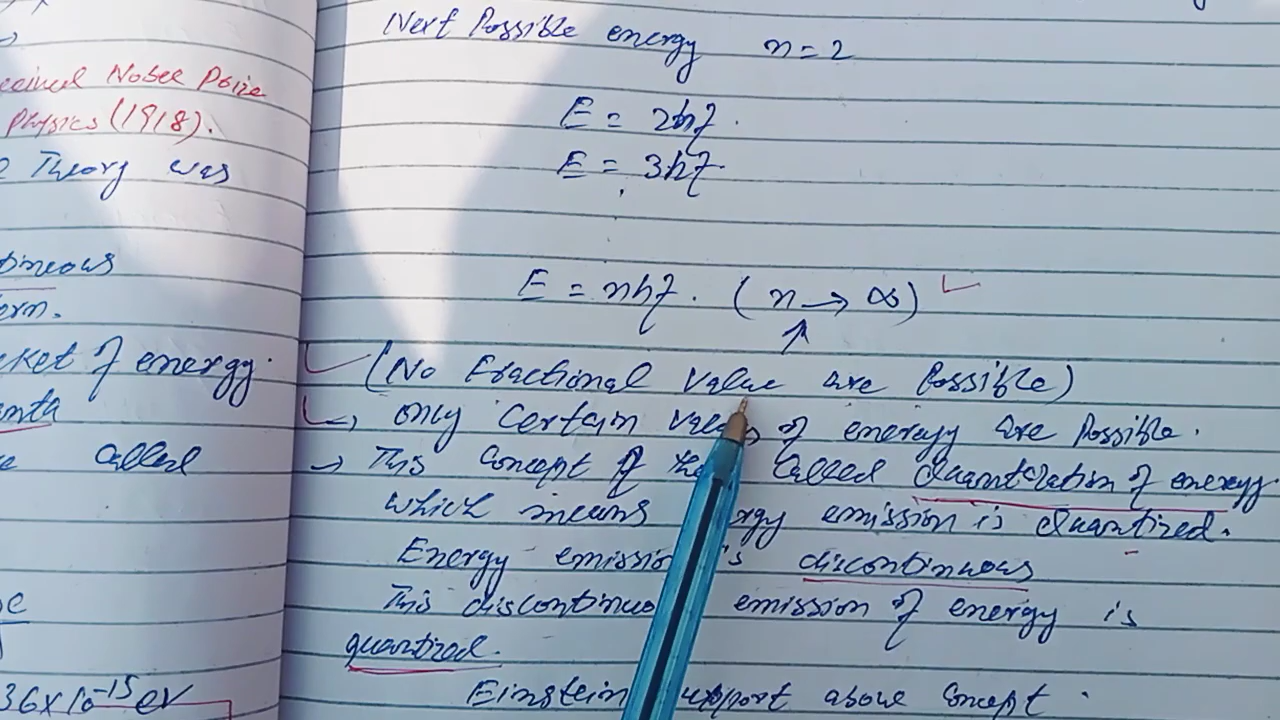 Received Nobel Prize
Physics (1918).
Theory was
orm.
cket of energy.
anta
called
36 x 10⁻¹⁵ eV
Next Possible energy n = 2
E = 2hf.
E = 3hf.
E = nhf. (n → ∞)
↑
(No Fractional value are Possible)
→ only certain values of energy are Possible.
→ This concept of the called quantization of energy
which means energy emission is quantized.
Energy emission is discontinuous
This discontinuous emission of energy is
quantized.
Einstein support above concept.